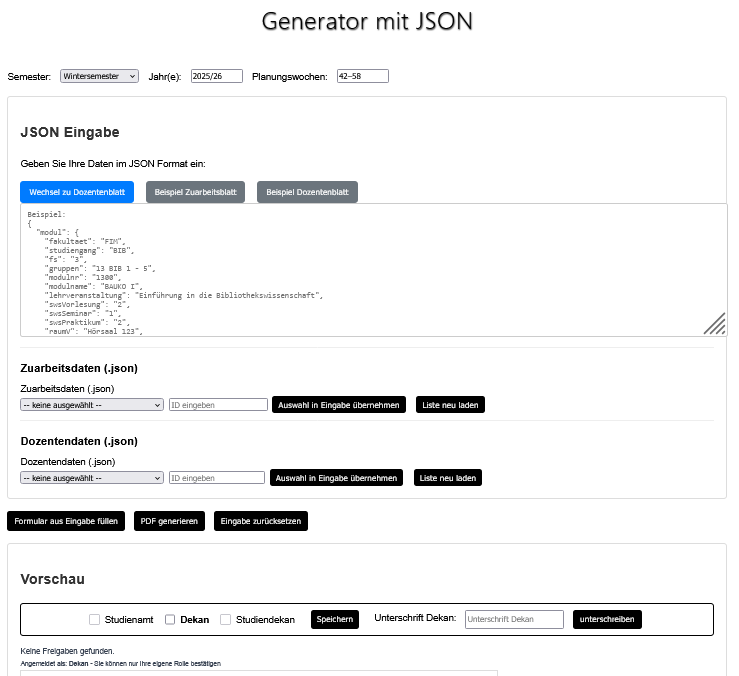 Generator mit JSON
Semester: Wintersemester Jahr(e): 2025/26 Planungswochen: 42–58
JSON Eingabe
Geben Sie Ihre Daten im JSON Format ein:
Wechsel zu Dozentenblatt Beispiel Zuarbeitsblatt Beispiel Dozentenblatt
Beispiel:
{
"modul": {
"fakultaet": "FIM",
"studiengang": "BIB",
"fs": "3",
"gruppen": "13 BIB 1 - 5",
"modulnr": "1300",
"modulname": "BAUKO I",
"lehrveranstaltung": "Einführung in die Bibliothekswissenschaft",
"swsVorlesung": "2",
"swsSeminar": "1",
"swsPraktikum": "2",
"raumV": "Hörsaal 123",
Zuarbeitsdaten (.json)
Zuarbeitsdaten (.json)
-- keine ausgewählt -- ID eingeben Auswahl in Eingabe übernehmen Liste neu laden
Dozentendaten (.json)
Dozentendaten (.json)
-- keine ausgewählt -- ID eingeben Auswahl in Eingabe übernehmen Liste neu laden
Formular aus Eingabe füllen PDF generieren Eingabe zurücksetzen
Vorschau
Studienamt Dekan Studiendekan Speichern Unterschrift Dekan: Unterschrift Dekan unterschreiben
Keine Freigaben gefunden.
Angemeldet als: Dekan - Sie können nur Ihre eigene Rolle bestätigen